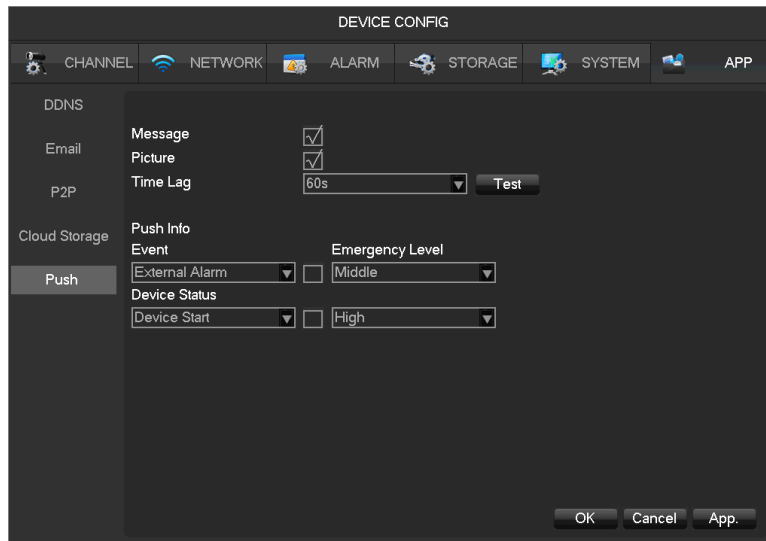 DEVICE CONFIG
CHANNEL NETWORK ALARM STORAGE SYSTEM APP
DDNS
Email
P2P
Cloud Storage
Push
Message
Picture
Time Lag 60s Test
Push Info
Event Emergency Level
External Alarm Middle
Device Status
Device Start High
OK Cancel App.